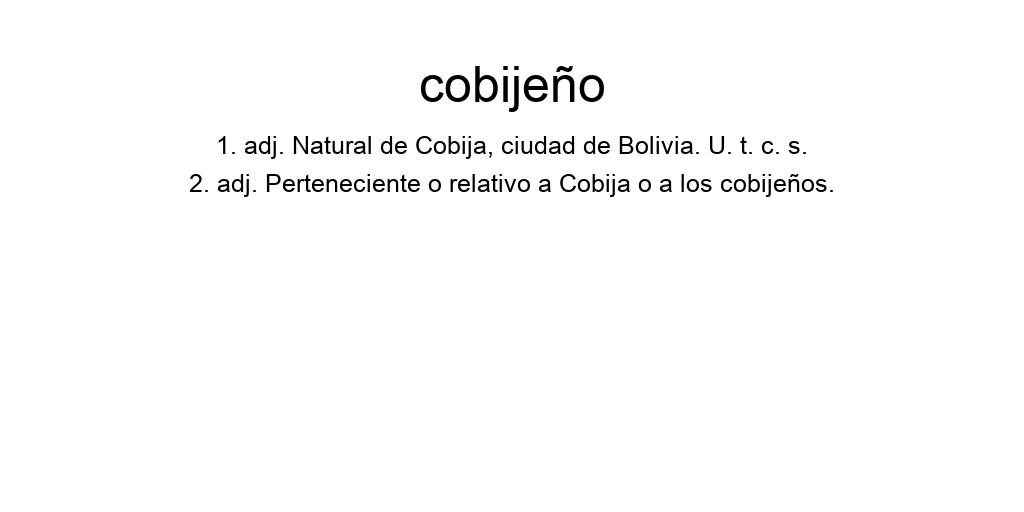 cobijeño
1. adj. Natural de Cobija, ciudad de Bolivia. U. t. c. s.
2. adj. Perteneciente o relativo a Cobija o a los cobijeños.